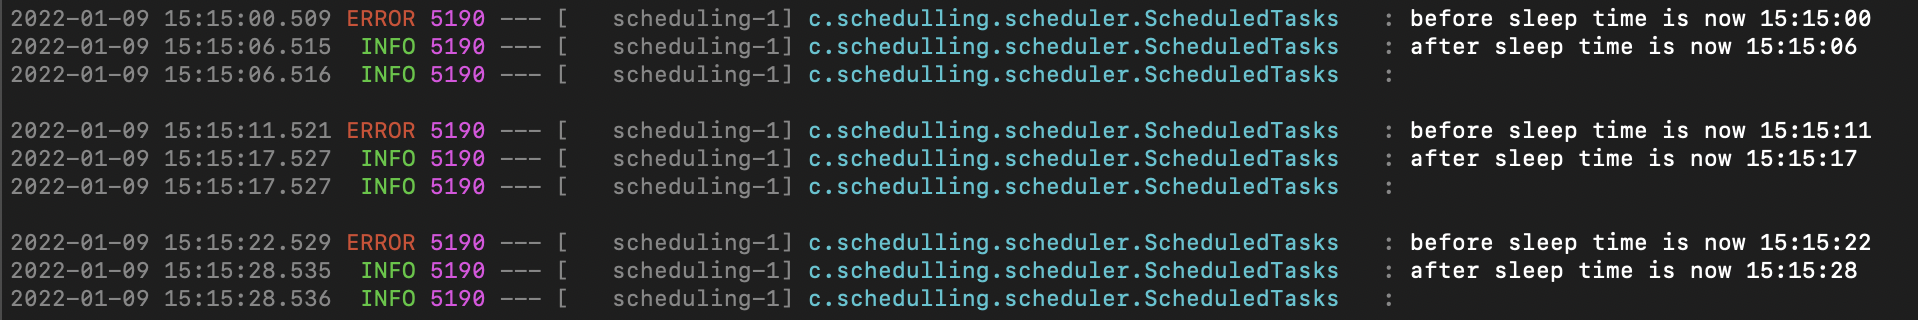 2022-01-09 15:15:00.509 ERROR 5190 --- [   scheduling-1] c.schedulling.scheduler.ScheduledTasks   : before sleep time is now 15:15:00
2022-01-09 15:15:06.515  INFO 5190 --- [   scheduling-1] c.schedulling.scheduler.ScheduledTasks   : after sleep time is now 15:15:06
2022-01-09 15:15:06.516  INFO 5190 --- [   scheduling-1] c.schedulling.scheduler.ScheduledTasks   :
2022-01-09 15:15:11.521 ERROR 5190 --- [   scheduling-1] c.schedulling.scheduler.ScheduledTasks   : before sleep time is now 15:15:11
2022-01-09 15:15:17.527  INFO 5190 --- [   scheduling-1] c.schedulling.scheduler.ScheduledTasks   : after sleep time is now 15:15:17
2022-01-09 15:15:17.527  INFO 5190 --- [   scheduling-1] c.schedulling.scheduler.ScheduledTasks   :
2022-01-09 15:15:22.529 ERROR 5190 --- [   scheduling-1] c.schedulling.scheduler.ScheduledTasks   : before sleep time is now 15:15:22
2022-01-09 15:15:28.535  INFO 5190 --- [   scheduling-1] c.schedulling.scheduler.ScheduledTasks   : after sleep time is now 15:15:28
2022-01-09 15:15:28.536  INFO 5190 --- [   scheduling-1] c.schedulling.scheduler.ScheduledTasks   :